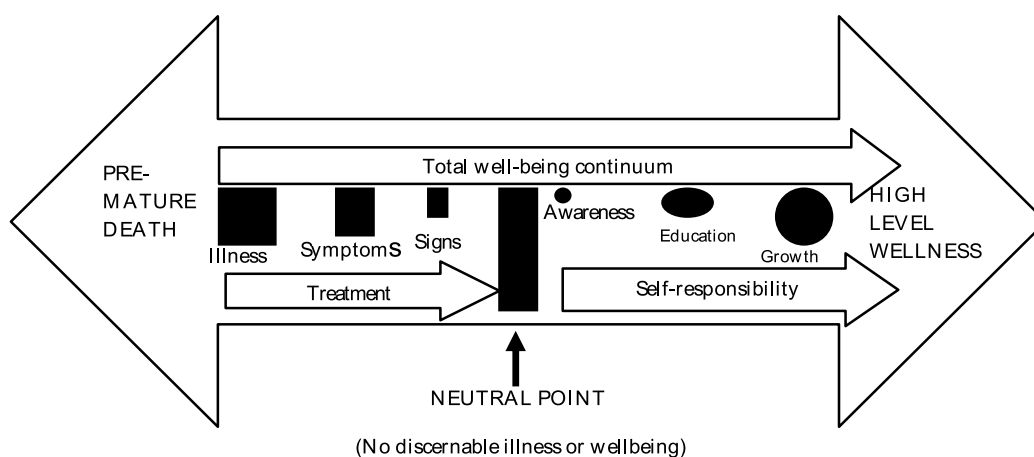 Total well-being continuum
PRE-
MATURE
DEATH
HIGH
LEVEL
WELLNESS
Illness
Symptoms
Signs
Awareness
Education
Growth
Treatment
Self-responsibility
NEUTRAL POINT
(No discernable illness or wellbeing)